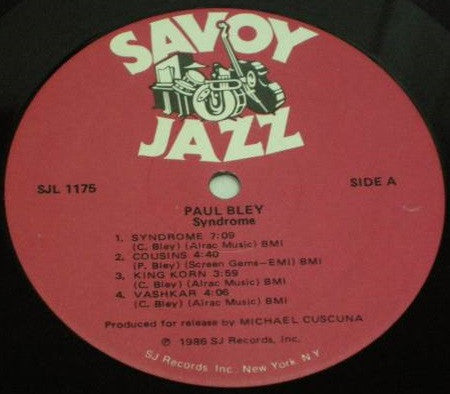 SAVOY
JAZZ
SJL 1175
SIDE A
PAUL BLEY
Syndrome
1. SYNDROME 7:09
(C. Bley) (Alrac Music) BMI
2. COUSINS 4:40
(P. Bley) (Screen Gems-EMI) BMI
3. KING KORN 3:59
(C. Bley) (Alrac Music) BMI
4. VASHKAR 4:06
(C. Bley) (Alrac Music) BMI
Produced for release by MICHAEL CUSCUNA
℗ 1986 SJ Records, Inc.
SJ Records Inc. New York, N.Y.